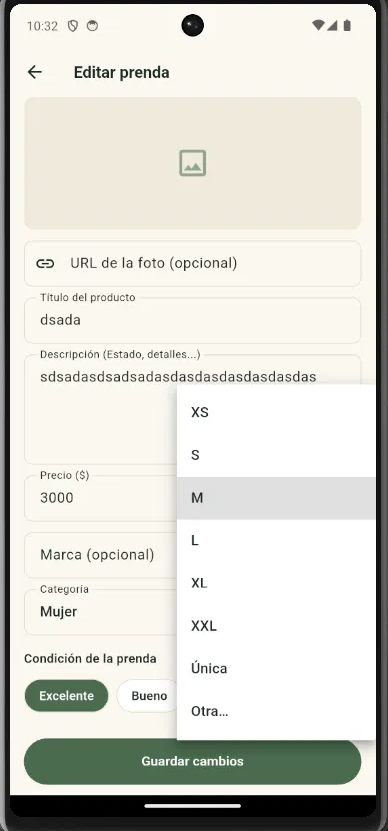 10:32
Editar prenda
URL de la foto (opcional)
Título del producto
dsada
Descripción (Estado, detalles...)
sdsadasdsadsadasdasdasdasdasdasdas
Precio ($)
3000
Marca (opcional)
Categoría
Mujer
XS
S
M
L
XL
XXL
Única
Otra...
Condición de la prenda
Excelente
Bueno
Guardar cambios